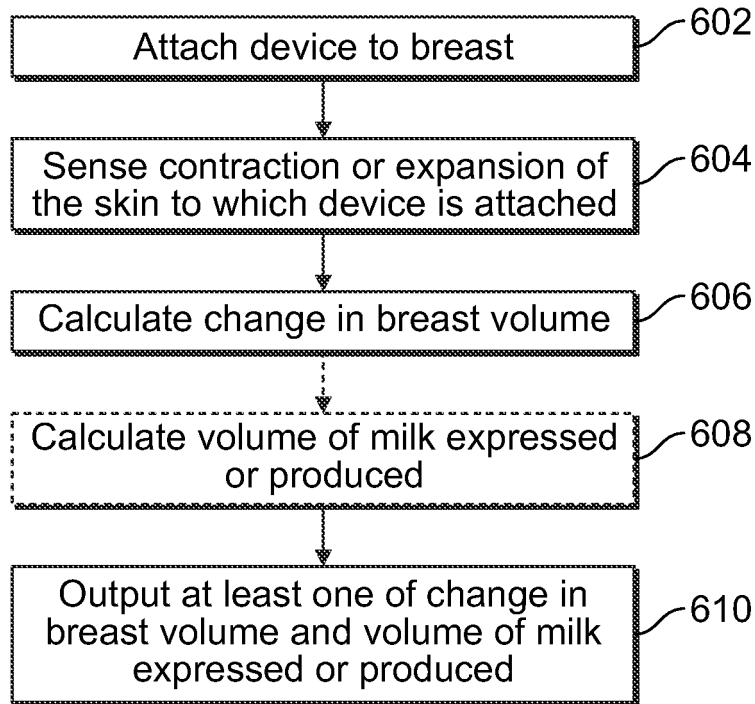 Attach device to breast
602
Sense contraction or expansion of
the skin to which device is attached
604
Calculate change in breast volume
606
Calculate volume of milk expressed
or produced
608
Output at least one of change in
breast volume and volume of milk
expressed or produced
610